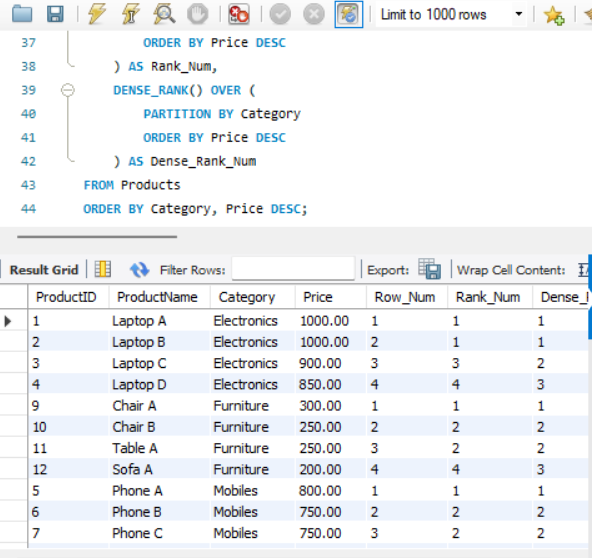 Limit to 1000 rows
37 ORDER BY Price DESC
38 ) AS Rank_Num,
39 DENSE_RANK() OVER (
40 PARTITION BY Category
41 ORDER BY Price DESC
42 ) AS Dense_Rank_Num
43 FROM Products
44 ORDER BY Category, Price DESC;
Result Grid Filter Rows: Export: Wrap Cell Content:
ProductID ProductName Category Price Row_Num Rank_Num
1 Laptop A Electronics 1000.00 1 1 1
2 Laptop B Electronics 1000.00 2 1 1
3 Laptop C Electronics 900.00 3 3 2
4 Laptop D Electronics 850.00 4 4 3
9 Chair A Furniture 300.00 1 1 1
10 Chair B Furniture 250.00 2 2 2
11 Table A Furniture 250.00 3 2 2
12 Sofa A Furniture 200.00 4 4 3
5 Phone A Mobiles 800.00 1 1 1
6 Phone B Mobiles 750.00 2 2 2
7 Phone C Mobiles 750.00 3 2 2